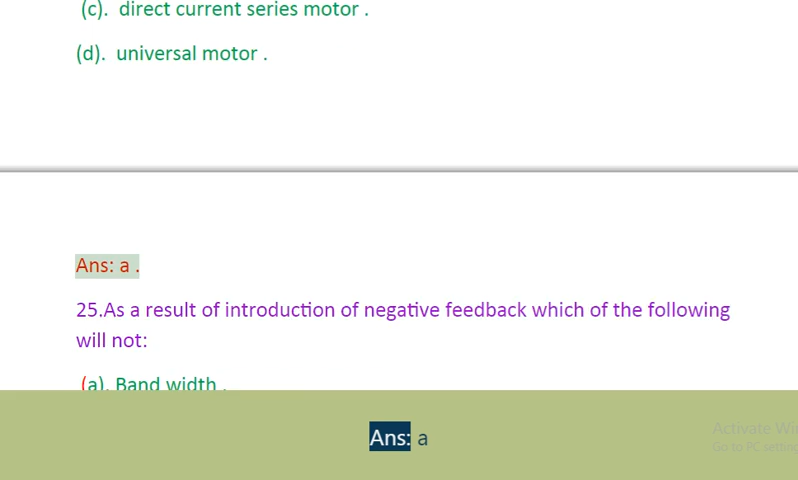 (c). direct current series motor .
(d). universal motor .
Ans: a .
25.As a result of introduction of negative feedback which of the following
will not:
(a). Band width .
Ans: a
Activate Wi
Go to PC setting